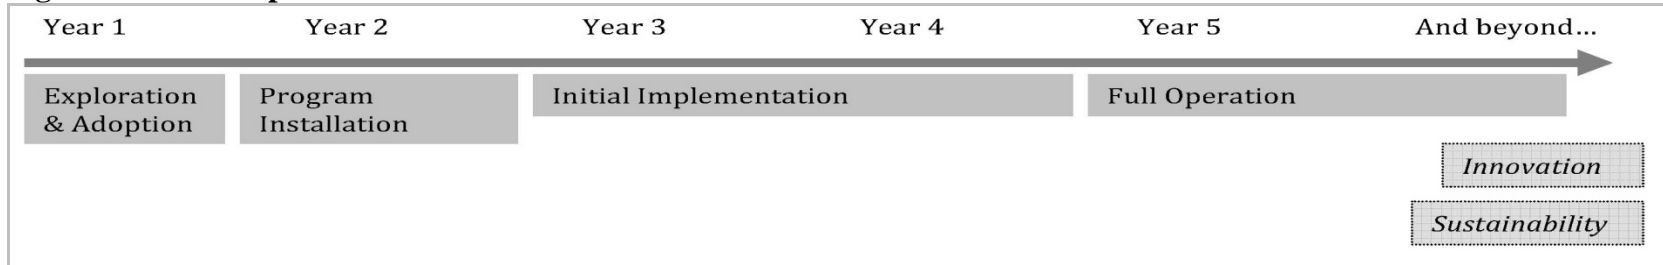 Year 1 Year 2 Year 3 Year 4 Year 5 And beyond...
Exploration & Adoption
Program Installation
Initial Implementation
Full Operation
Innovation
Sustainability